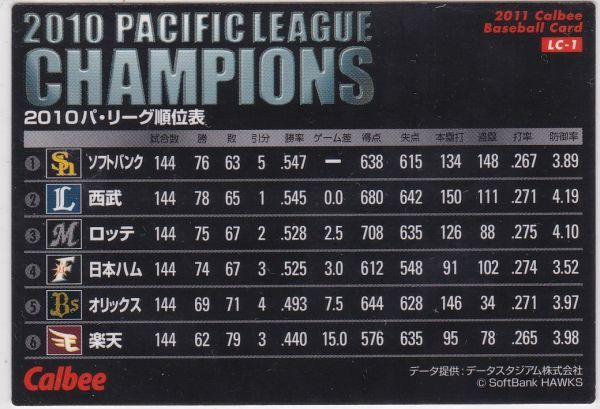 2010 PACIFIC LEAGUE
CHAMPIONS
2011 Calbee
Baseball Card
LC-1
2010パ・リーグ順位表
試合数 勝 敗 引分 勝率 ゲーム差 得点 失点 本塁打 盗塁 打率 防御率
1 Sh ソフトバンク 144 76 63 5 .547 — 638 615 134 148 .267 3.89
2 L 西武 144 78 65 1 .545 0.0 680 642 150 111 .271 4.19
3 M ロッテ 144 75 67 2 .528 2.5 708 635 126 88 .275 4.10
4 F 日本ハム 144 74 67 3 .525 3.0 612 548 91 102 .274 3.52
5 Bs オリックス 144 69 71 4 .493 7.5 644 628 146 34 .271 3.97
6 E 楽天 144 62 79 3 .440 15.0 576 635 95 78 .265 3.98
Calbee
データ提供：データスタジアム株式会社
© SoftBank HAWKS